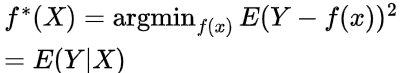 f*(X) = argmin_{f(x)} E(Y − f(x))²
= E(Y|X)